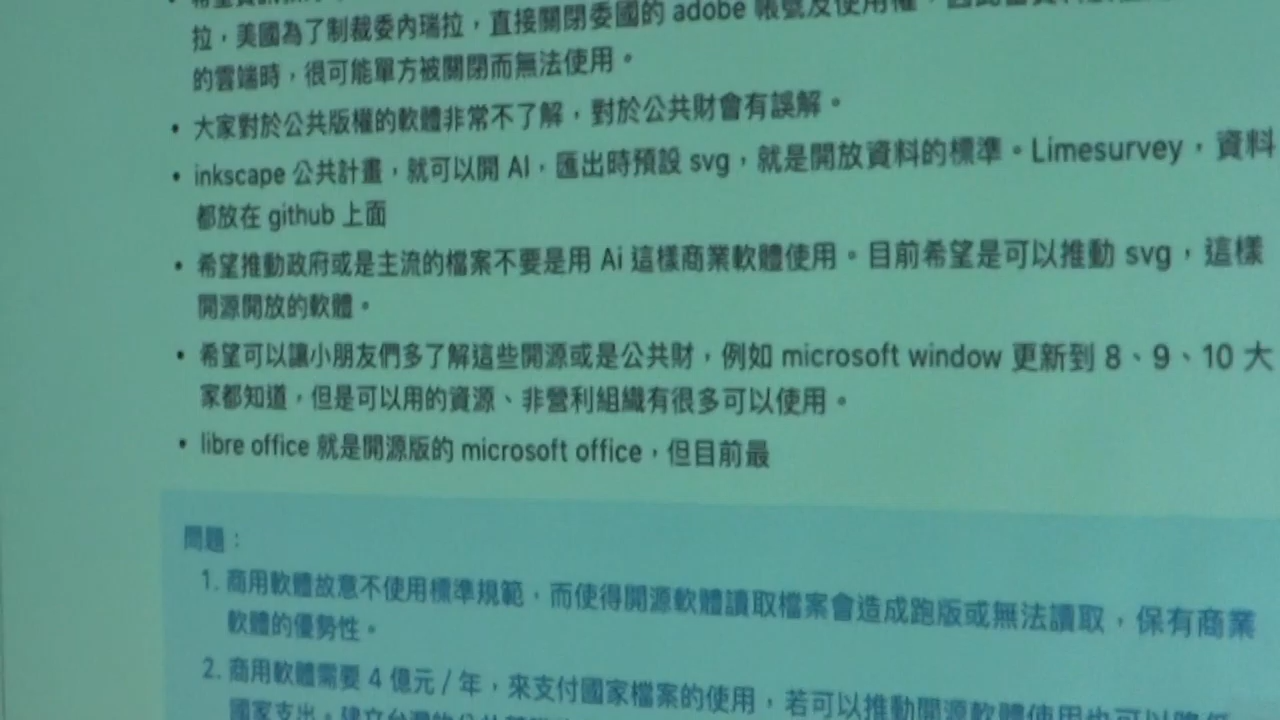 拉，美國為了制裁委內瑞拉，直接關閉委國的 adobe 帳號及使用權，
的雲端時，很可能單方被關閉而無法使用。
• 大家對於公共版權的軟體非常不了解，對於公共財會有誤解。
• inkscape 公共計畫，就可以開 AI，匯出時預設 svg，就是開放資料的標準。Limesurvey，資料
都放在 github 上面
• 希望推動政府或是主流的檔案不要是用 Ai 這樣商業軟體使用。目前希望是可以推動 svg，這樣
開源開放的軟體。
• 希望可以讓小朋友們多了解這些開源或是公共財，例如 microsoft window 更新到 8、9、10 大
家都知道，但是可以用的資源、非營利組織有很多可以使用。
• libre office 就是開源版的 microsoft office，但目前最
問題：
1. 商用軟體故意不使用標準規範，而使得開源軟體讀取檔案會造成跑版或無法讀取，保有商業
軟體的優勢性。
2. 商用軟體需要 4 億元 / 年，來支付國家檔案的使用，若可以推動開源軟體使用也可以
國家支出。建立台灣的公共